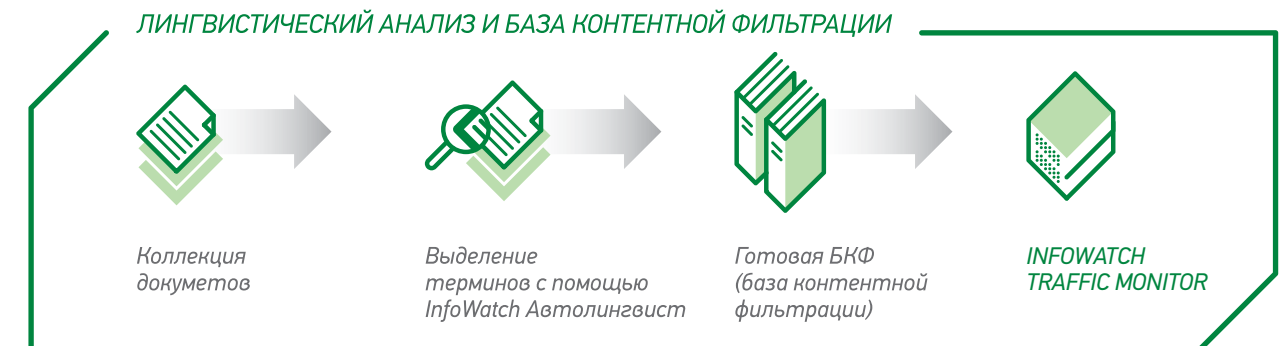 ЛИНГВИСТИЧЕСКИЙ АНАЛИЗ И БАЗА КОНТЕНТНОЙ ФИЛЬТРАЦИИ
Коллекция
докуметов
Выделение
терминов с помощью
InfoWatch Автолингвист
Готовая БКФ
(база контентной
фильтрации)
INFOWATCH
TRAFFIC MONITOR